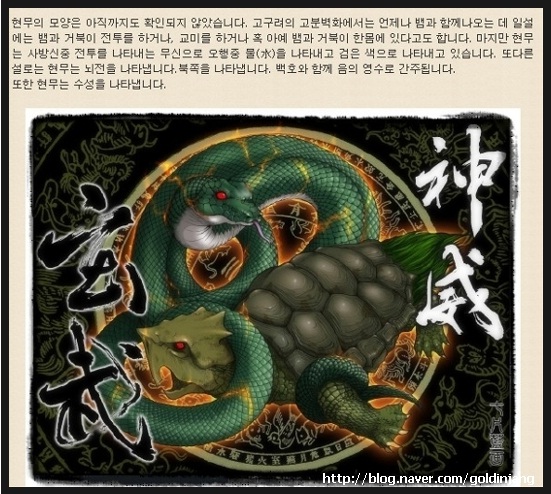 현무의 모양은 아직까지도 확인되지 않았습니다. 고구려의 고분벽화에서는 언제나 뱀과 함께나오는 데 일설
에는 뱀과 거북이 전투를 하거나, 교미를 하거나 혹 아예 뱀과 거북이 한몸에 있다고도 합니다. 마지만 현무
는 사방신중 전투를 나타내는 무신으로 오행중 물(水)을 나타내고 검은 색으로 나타내고 있습니다. 또다른
설로는 현무는 뇌전을 나타냅니다.북쪽을 나타냅니다. 백호와 함께 음의 영수로 간주됩니다.
또한 현무는 수성을 나타냅니다.
神威
玄武
http://blog.naver.com/goldini